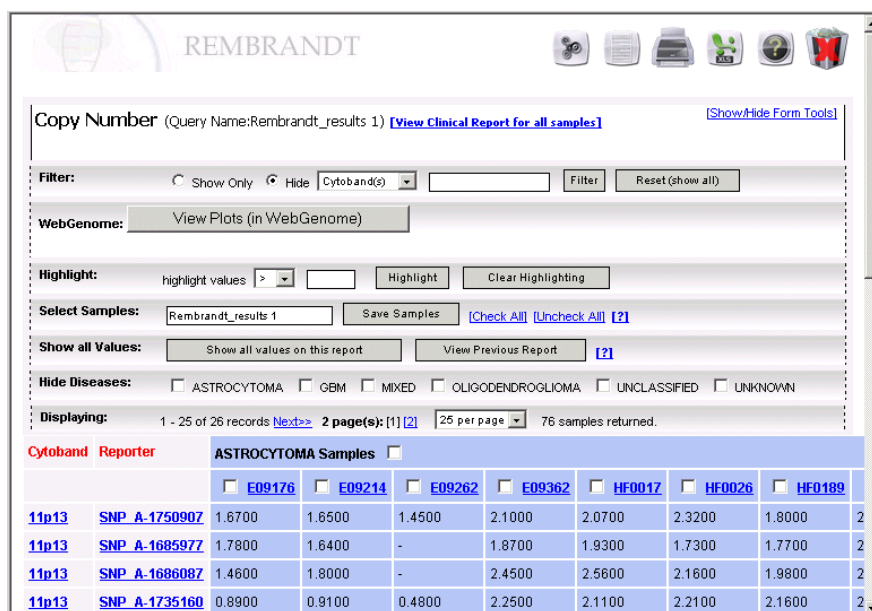 REMBRANDT
XLS
?
Copy Number (Query Name:Rembrandt_results 1) [View Clinical Report for all samples] [Show/Hide Form Tools]
Filter: Show Only Hide Cytoband(s) Filter Reset (show all)
WebGenome: View Plots (in WebGenome)
Highlight: highlight values > Highlight Clear Highlighting
Select Samples: Rembrandt_results 1 Save Samples [Check All] [Uncheck All] [?]
Show all Values: Show all values on this report View Previous Report [?]
Hide Diseases: ASTROCYTOMA GBM MIXED OLIGODENDROGLIOMA UNCLASSIFIED UNKNOWN
Displaying: 1 - 25 of 26 records Next>> 2 page(s): [1] [2] 25 per page 76 samples returned.
Cytoband Reporter ASTROCYTOMA Samples
E09176 E09214 E09262 E09362 HF0017 HF0026 HF0189
11p13 SNP_A-1750907 1.6700 1.6500 1.4500 2.1000 2.0700 2.3200 1.8000 2
11p13 SNP_A-1685977 1.7800 1.6400 - 1.8700 1.9300 1.7300 1.7700 2
11p13 SNP_A-1686087 1.4600 1.8000 - 2.4500 2.5600 2.1600 1.9800 2
11p13 SNP_A-1735160 0.8900 0.9100 0.4800 2.2500 2.1100 2.2100 2.1600 2